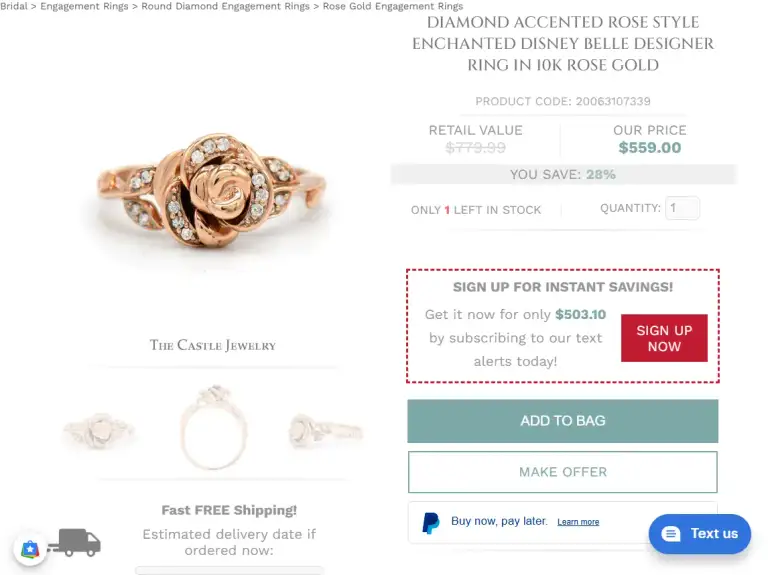 Bridal > Engagement Rings > Round Diamond Engagement Rings > Rose Gold Engagement Rings
DIAMOND ACCENTED ROSE STYLE
ENCHANTED DISNEY BELLE DESIGNER
RING IN 10K ROSE GOLD
PRODUCT CODE: 20063107339
RETAIL VALUE
$779.99
OUR PRICE
$559.00
YOU SAVE: 28%
ONLY 1 LEFT IN STOCK
QUANTITY: 1
SIGN UP FOR INSTANT SAVINGS!
Get it now for only $503.10
by subscribing to our text
alerts today!
SIGN UP
NOW
The Castle Jewelry
ADD TO BAG
MAKE OFFER
Buy now, pay later. Learn more
Fast FREE Shipping!
Estimated delivery date if
ordered now:
Text us